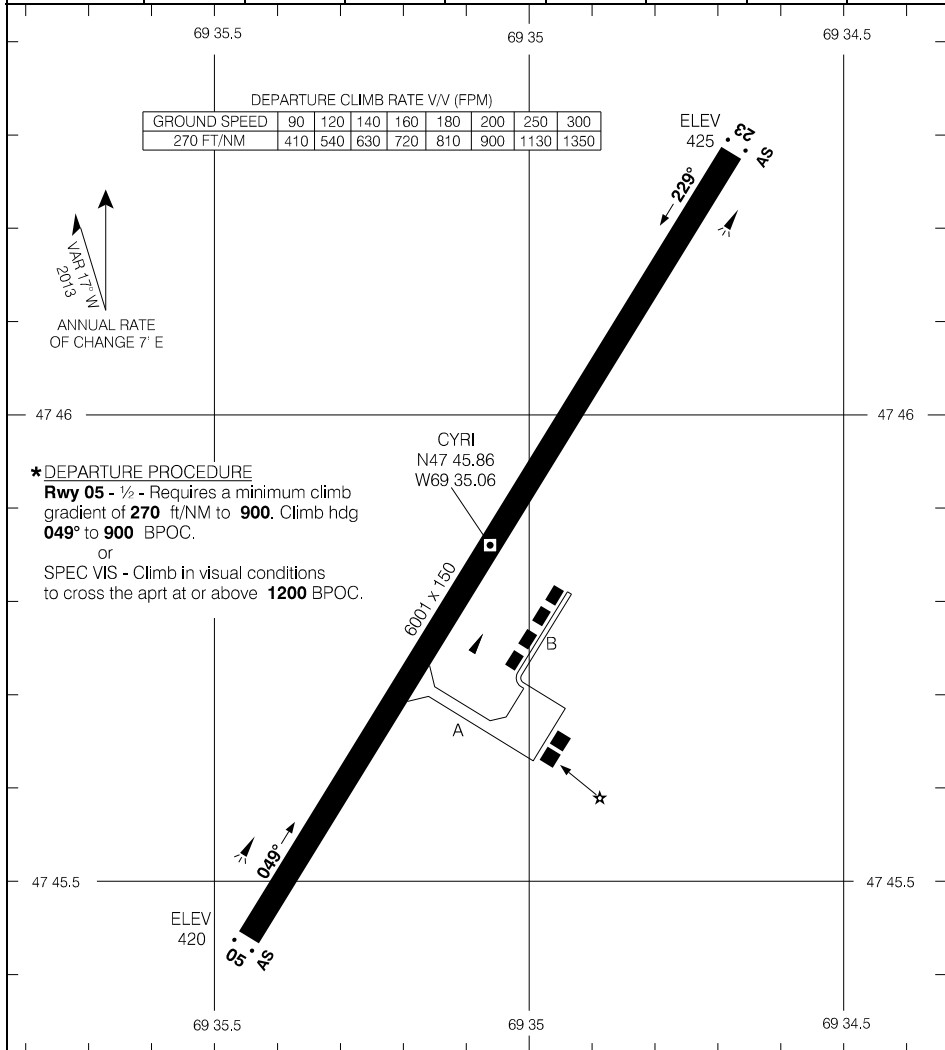 69 35.5 69 35 69 34.5
DEPARTURE CLIMB RATE V/V (FPM)
GROUND SPEED 90 120 140 160 180 200 250 300
270 FT/NM 410 540 630 720 810 900 1130 1350
ELEV
425
23
AS
229°
VAR 17° W
2013
ANNUAL RATE
OF CHANGE 7' E
47 46 47 46
CYRI
N47 45.86
W69 35.06
* DEPARTURE PROCEDURE
Rwy 05 - ½ - Requires a minimum climb
gradient of 270 ft/NM to 900. Climb hdg
049° to 900 BPOC.
or
SPEC VIS - Climb in visual conditions
to cross the aprt at or above 1200 BPOC.
6001 x 150
B
A
049°
47 45.5 47 45.5
ELEV
420
05
AS
69 35.5 69 35 69 34.5